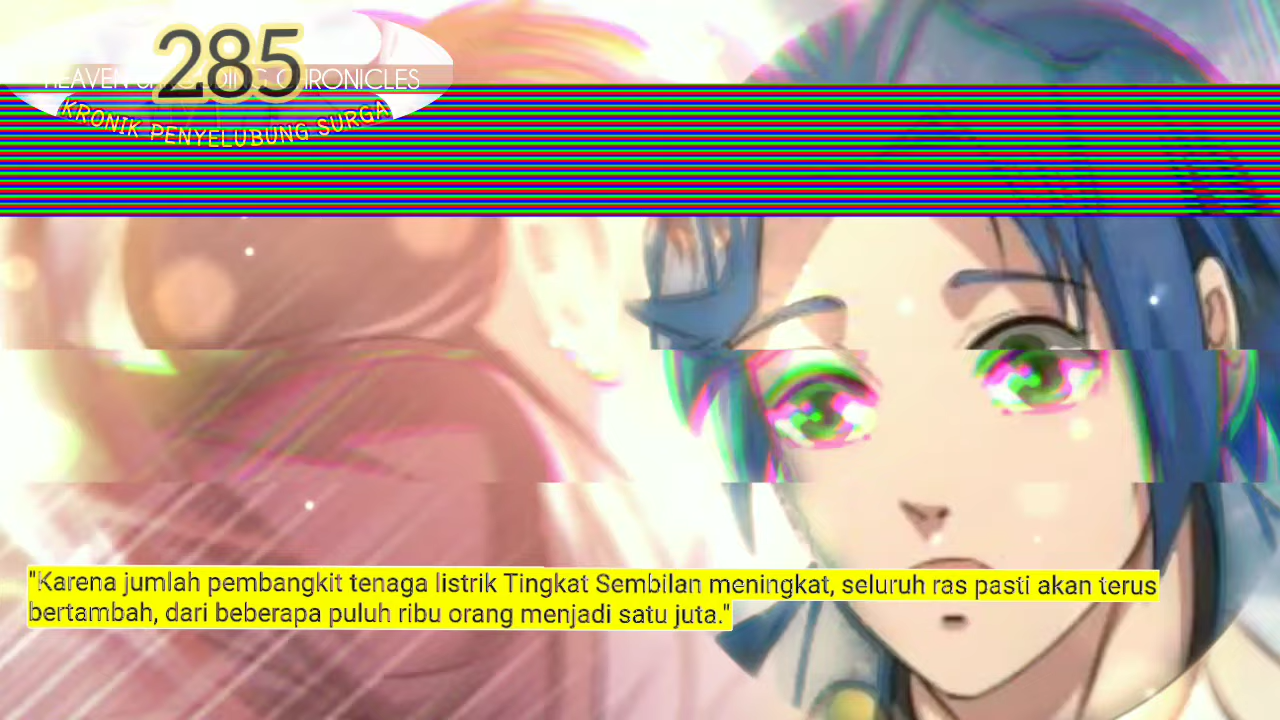 285
HEAVEN CHRONICLES
KRONIK PENYELUBUNG SURGA
"Karena jumlah pembangkit tenaga listrik Tingkat Sembilan meningkat, seluruh ras pasti akan terus
bertambah, dari beberapa puluh ribu orang menjadi satu juta."